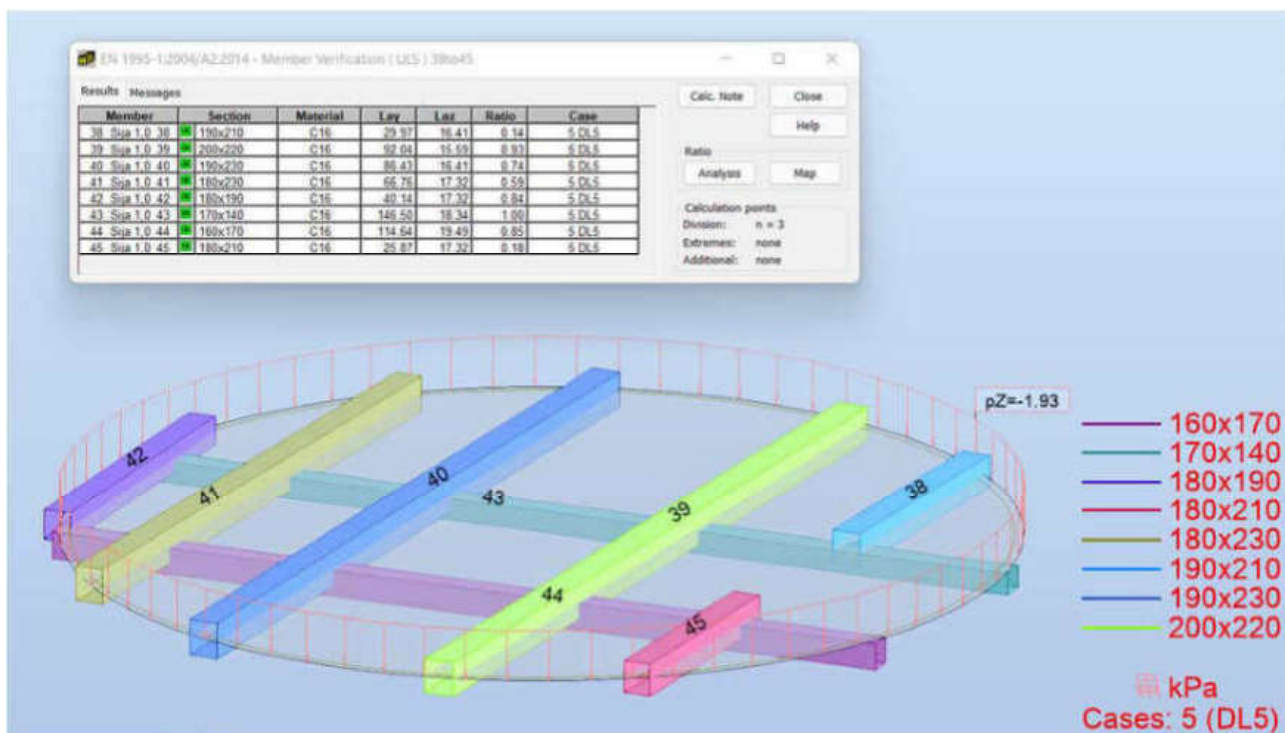 EN 1995-1:2004/A2:2014 - Member Verification ( ULS ) 38to45
Results Messages
Calc. Note Close
Help
Member Section Material Lay Laz Ratio Case
38 Sija 1,0 38 OK 190x210 C16 29.97 16.41 0.14 5 DL5
39 Sija 1,0 39 OK 200x220 C16 92.04 15.59 0.93 5 DL5
40 Sija 1,0 40 OK 190x230 C16 86.43 16.41 0.74 5 DL5
41 Sija 1,0 41 OK 180x230 C16 66.76 17.32 0.59 5 DL5
42 Sija 1,0 42 OK 180x190 C16 40.14 17.32 0.84 5 DL5
43 Sija 1,0 43 OK 170x140 C16 146.50 18.34 1.00 5 DL5
44 Sija 1,0 44 OK 160x170 C16 114.64 19.49 0.85 5 DL5
45 Sija 1,0 45 OK 180x210 C16 25.87 17.32 0.18 5 DL5
Ratio
Analysis Map
Calculation points
Division: n = 3
Extremes: none
Additional: none
pZ=-1.93
42
41
40
43
39
38
44
45
160x170
170x140
180x190
180x210
180x230
190x210
190x230
200x220
kPa
Cases: 5 (DL5)